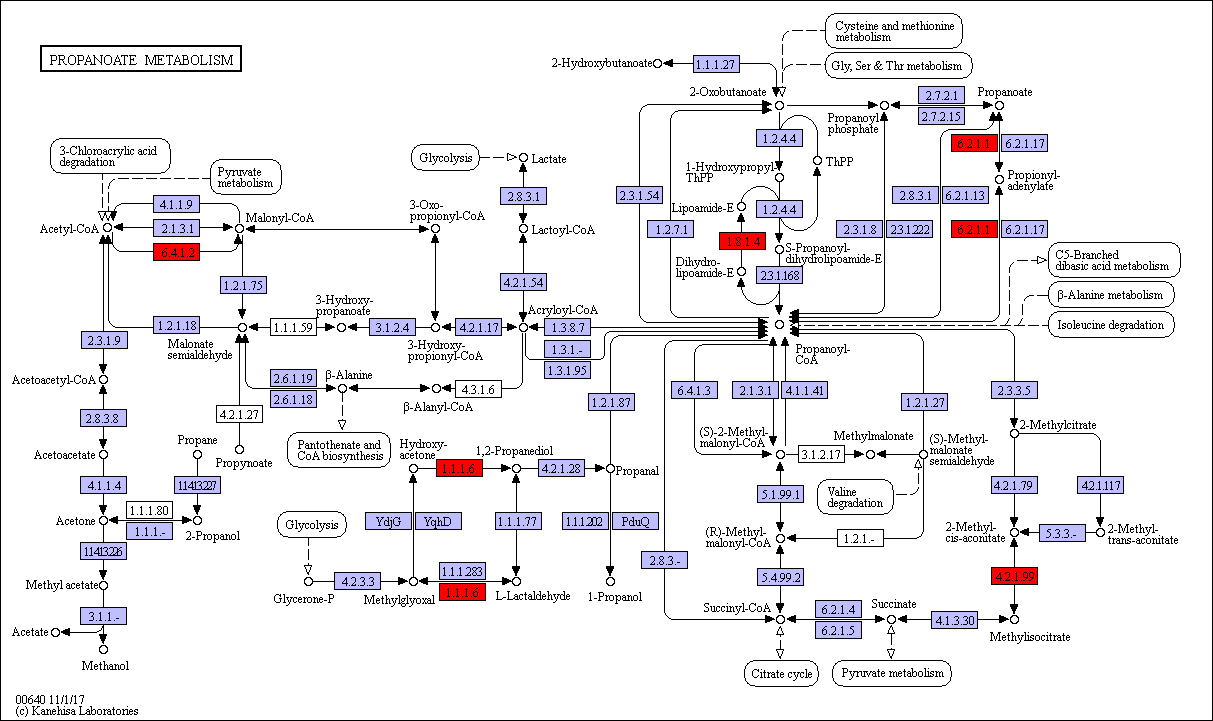 PROPANOATE METABOLISM
Cysteine and methionine
metabolism
2-Hydroxybutanoate
1.1.1.27
Gly, Ser & Thr metabolism
2-Oxobutanoate
Propanoyl
phosphate
2.7.2.1
2.7.2.15
Propanoate
3-Chloroacrylic acid
degradation
Pyruvate
metabolism
Glycolysis
Lactate
1.2.4.4
ThPP
6.2.1.1
6.2.1.17
1-Hydroxypropyl-
ThPP
Propionyl-
adenylate
4.1.1.9
2.8.3.1
2.3.1.54
2.8.3.1
6.2.1.13
Acetyl-CoA
2.1.3.1
Malonyl-CoA
3-Oxo-
propionyl-CoA
Lactoyl-CoA
Lipoamide-E
1.2.4.4
1.2.7.1
2.3.1.8
2.3.1.222
6.2.1.1
6.2.1.17
6.4.1.2
1.8.1.4
S-Propanoyl-
dihydrolipoamide-E
Dihydro-
lipoamide-E
2.3.1.168
C5-Branched
dibasic acid metabolism
1.2.1.75
4.2.1.54
β-Alanine metabolism
3-Hydroxy-
propanoate
Acryloyl-CoA
Isoleucine degradation
1.2.1.18
1.1.1.59
3.1.2.4
4.2.1.17
1.3.8.7
Malonate
semialdehyde
3-Hydroxy-
propionyl-CoA
1.3.1.-
1.3.1.95
Propanoyl-
CoA
2.3.1.9
Acetoacetyl-CoA
2.6.1.19
2.6.1.18
β-Alanine
β-Alanyl-CoA
4.3.1.6
1.2.1.87
6.4.1.3
2.1.3.1
4.1.1.41
1.2.1.27
2.3.3.5
2.8.3.8
4.2.1.27
Pantothenate and
CoA biosynthesis
Propane
Propynoate
Hydroxy-
acetone
1,2-Propanediol
(S)-2-Methyl-
malonyl-CoA
Methylmalonate
(S)-Methyl-
malonate
semialdehyde
2-Methylcitrate
Acetoacetate
1.1.1.6
4.2.1.28
Propanal
3.1.2.17
4.1.1.4
1.14.13.227
5.1.99.1
Valine
degradation
4.2.1.79
4.2.1.117
Acetone
1.1.1.80
1.1.1.-
2-Propanol
Glycolysis
YdjG
YqhD
1.1.1.77
1.1.1.202
PduQ
(R)-Methyl-
malonyl-CoA
1.2.1.-
2-Methyl-
cis-aconitate
5.3.3.-
2-Methyl-
trans-aconitate
1.14.13.226
2.8.3.-
Methyl acetate
4.2.3.3
1.1.1.283
1.1.1.6
5.4.99.2
4.2.1.99
Glycerone-P
Methylglyoxal
L-Lactaldehyde
1-Propanol
3.1.1.-
Succinyl-CoA
6.2.1.4
6.2.1.5
Succinate
4.1.3.30
Methylisocitrate
Acetate
Methanol
Citrate cycle
Pyruvate metabolism
00640 11/1/17
(c) Kanehisa Laboratories